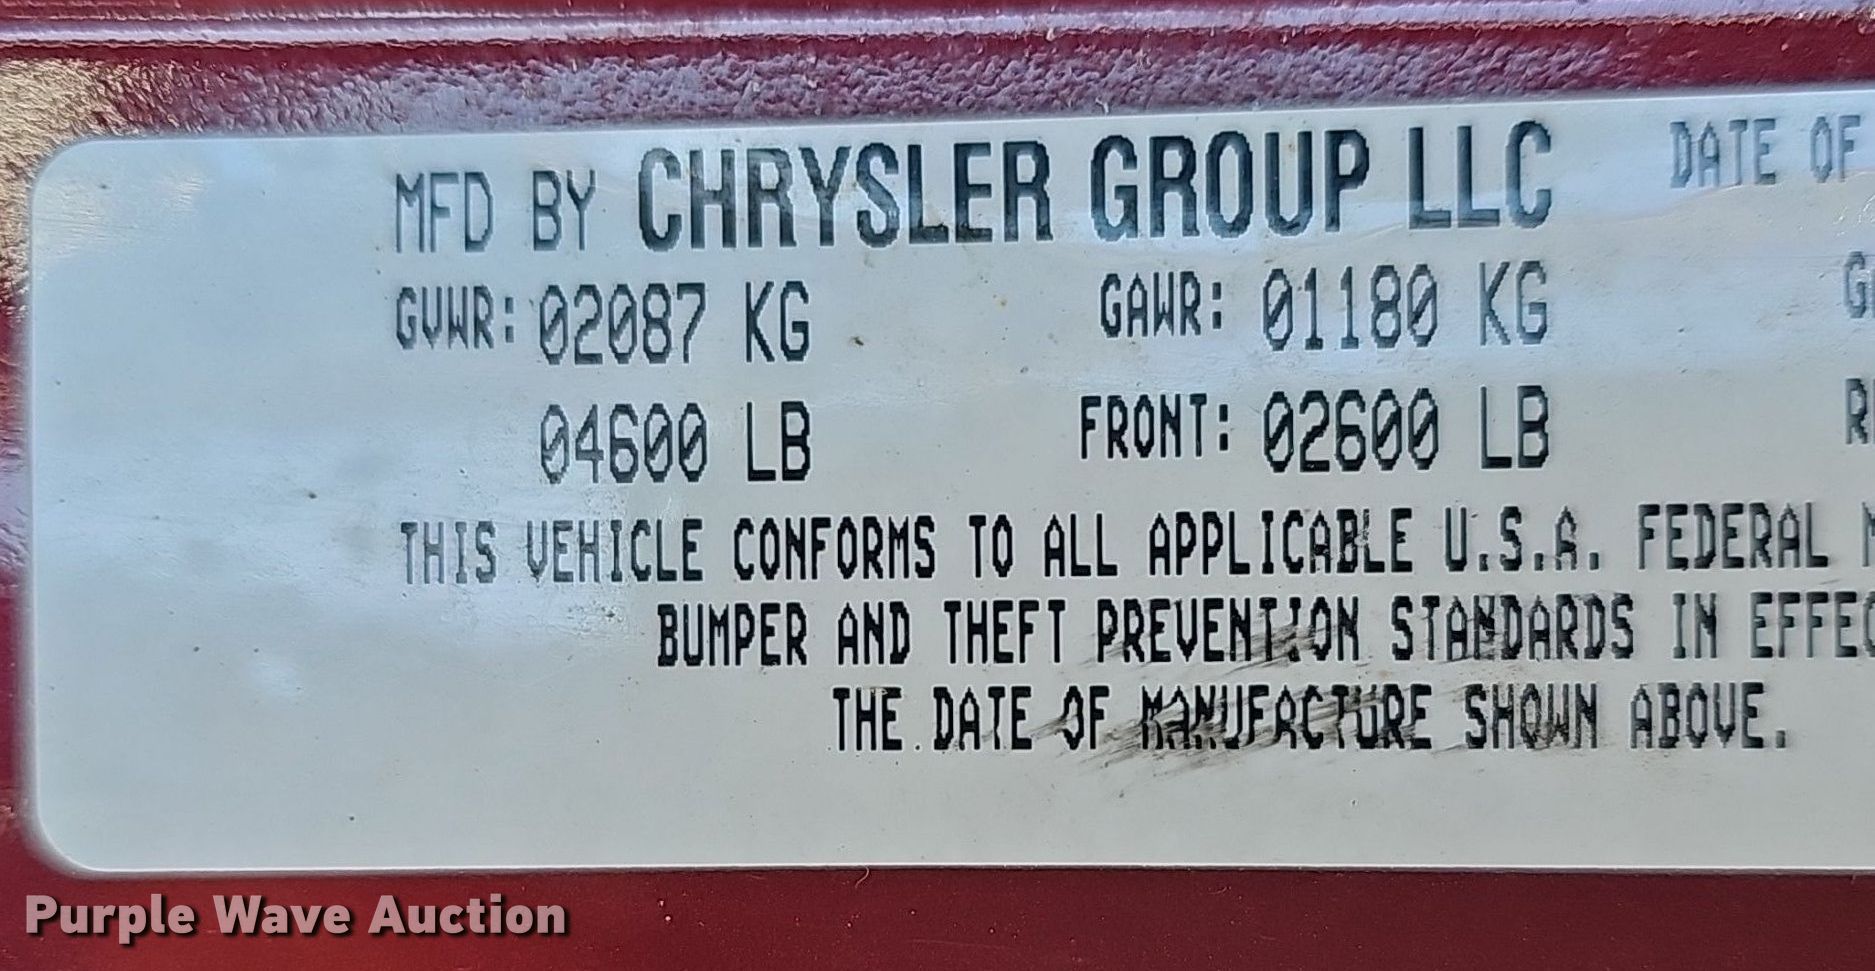 MFD BY CHRYSLER GROUP LLC DATE OF
GVWR: 02087 KG GAWR: 01180 KG
04600 LB FRONT: 02600 LB
THIS VEHICLE CONFORMS TO ALL APPLICABLE U.S.A. FEDERAL
BUMPER AND THEFT PREVENTION STANDARDS IN EFFEC
THE DATE OF MANUFACTURE SHOWN ABOVE.
Purple Wave Auction